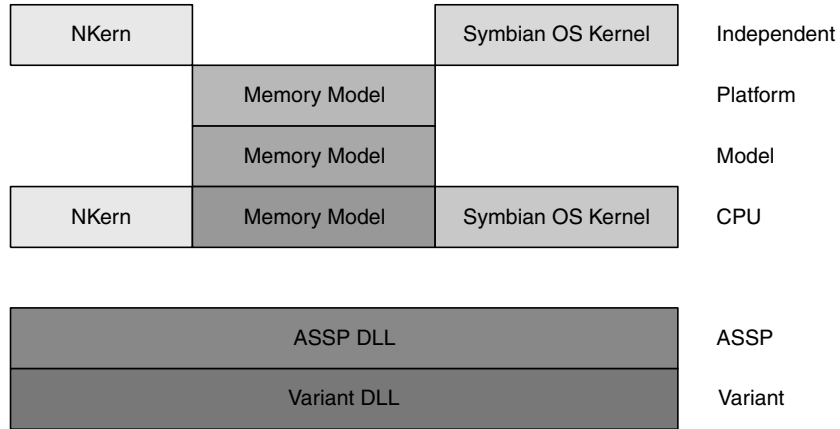 NKern Symbian OS Kernel Independent
Memory Model Platform
Memory Model Model
NKern Memory Model Symbian OS Kernel CPU
ASSP DLL ASSP
Variant DLL Variant